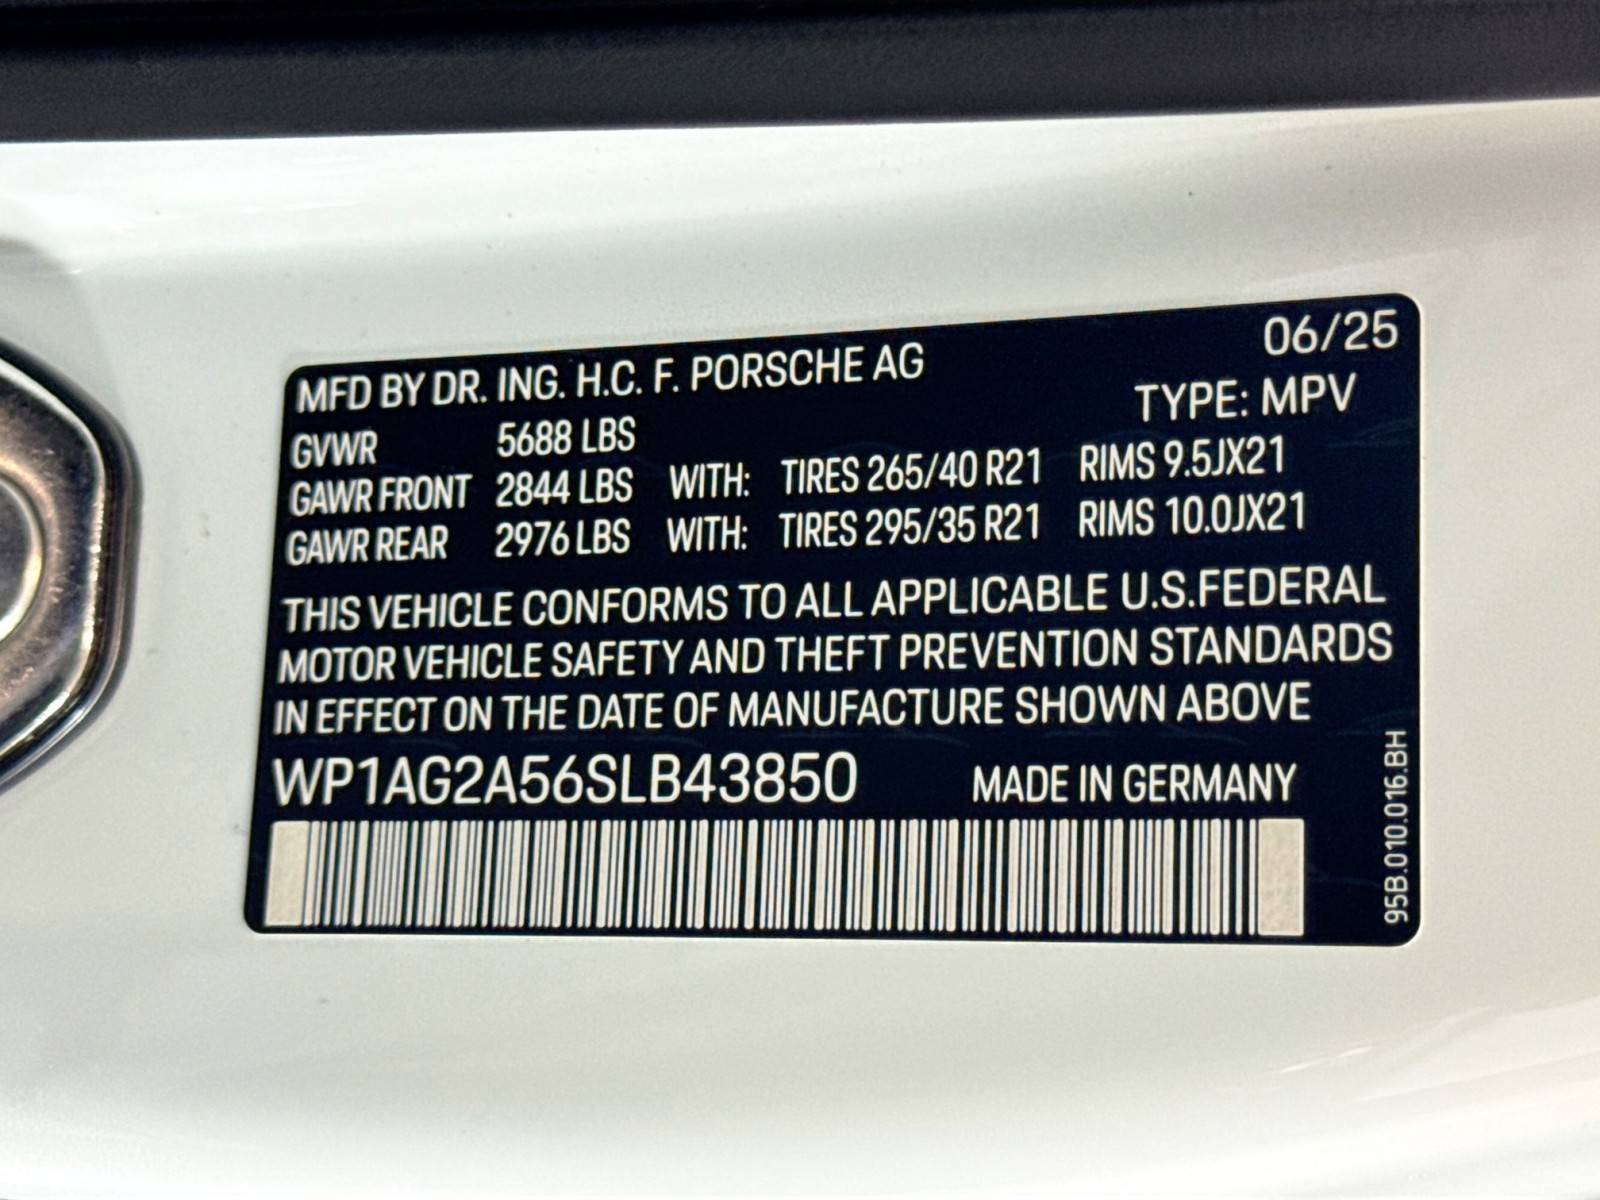 06/25
MFD BY DR. ING. H.C. F. PORSCHE AG
TYPE: MPV
GVWR 5688 LBS
GAWR FRONT 2844 LBS WITH: TIRES 265/40 R21 RIMS 9.5JX21
GAWR REAR 2976 LBS WITH: TIRES 295/35 R21 RIMS 10.0JX21
THIS VEHICLE CONFORMS TO ALL APPLICABLE U.S.FEDERAL
MOTOR VEHICLE SAFETY AND THEFT PREVENTION STANDARDS
IN EFFECT ON THE DATE OF MANUFACTURE SHOWN ABOVE
WP1AG2A56SLB43850 MADE IN GERMANY
95B.010.016.BH